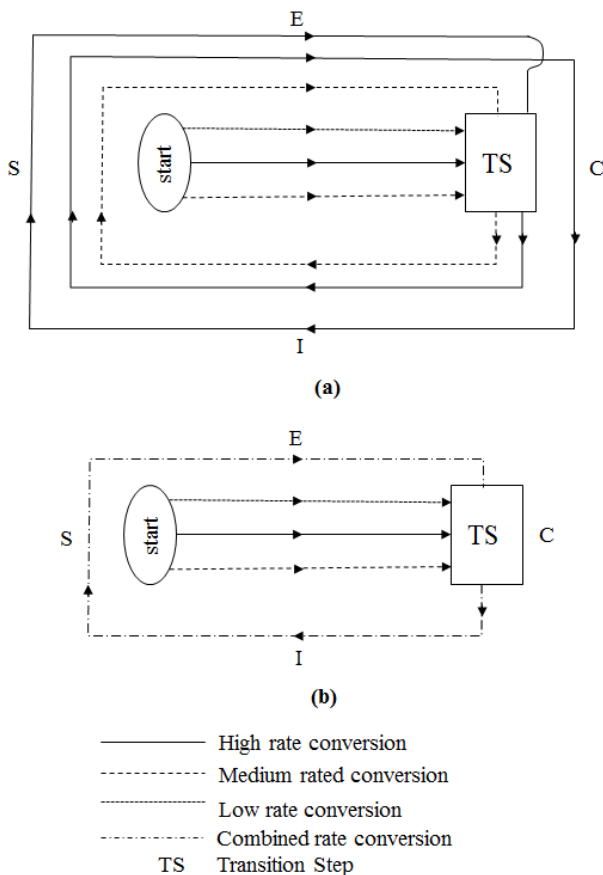 E
S
start
TS
C
I
(a)
E
S
start
TS
C
I
(b)
High rate conversion
Medium rated conversion
Low rate conversion
Combined rate conversion
TS Transition Step